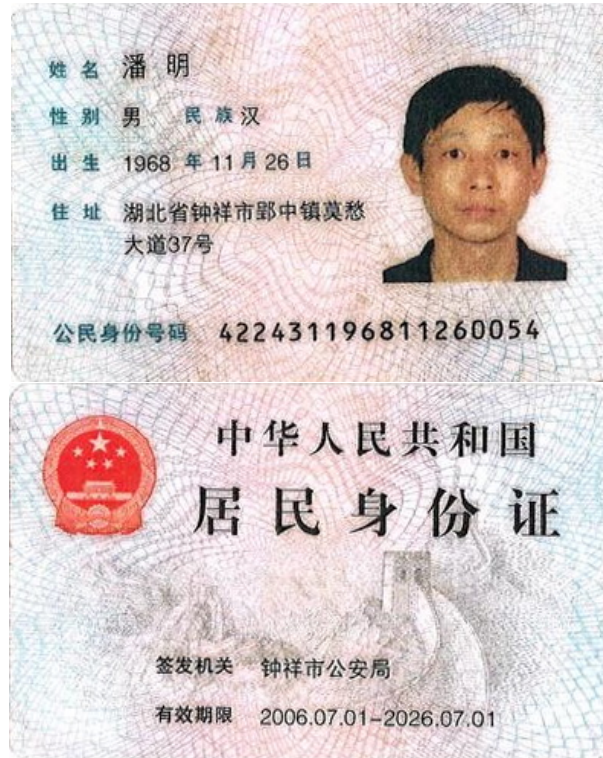 姓名 潘明
性别 男 民族 汉
出生 1968 年 11 月 26 日
住址 湖北省钟祥市郢中镇莫愁
大道37号
公民身份号码 422431196811260054
中华人民共和国
居民身份证
签发机关 钟祥市公安局
有效期限 2006.07.01-2026.07.01